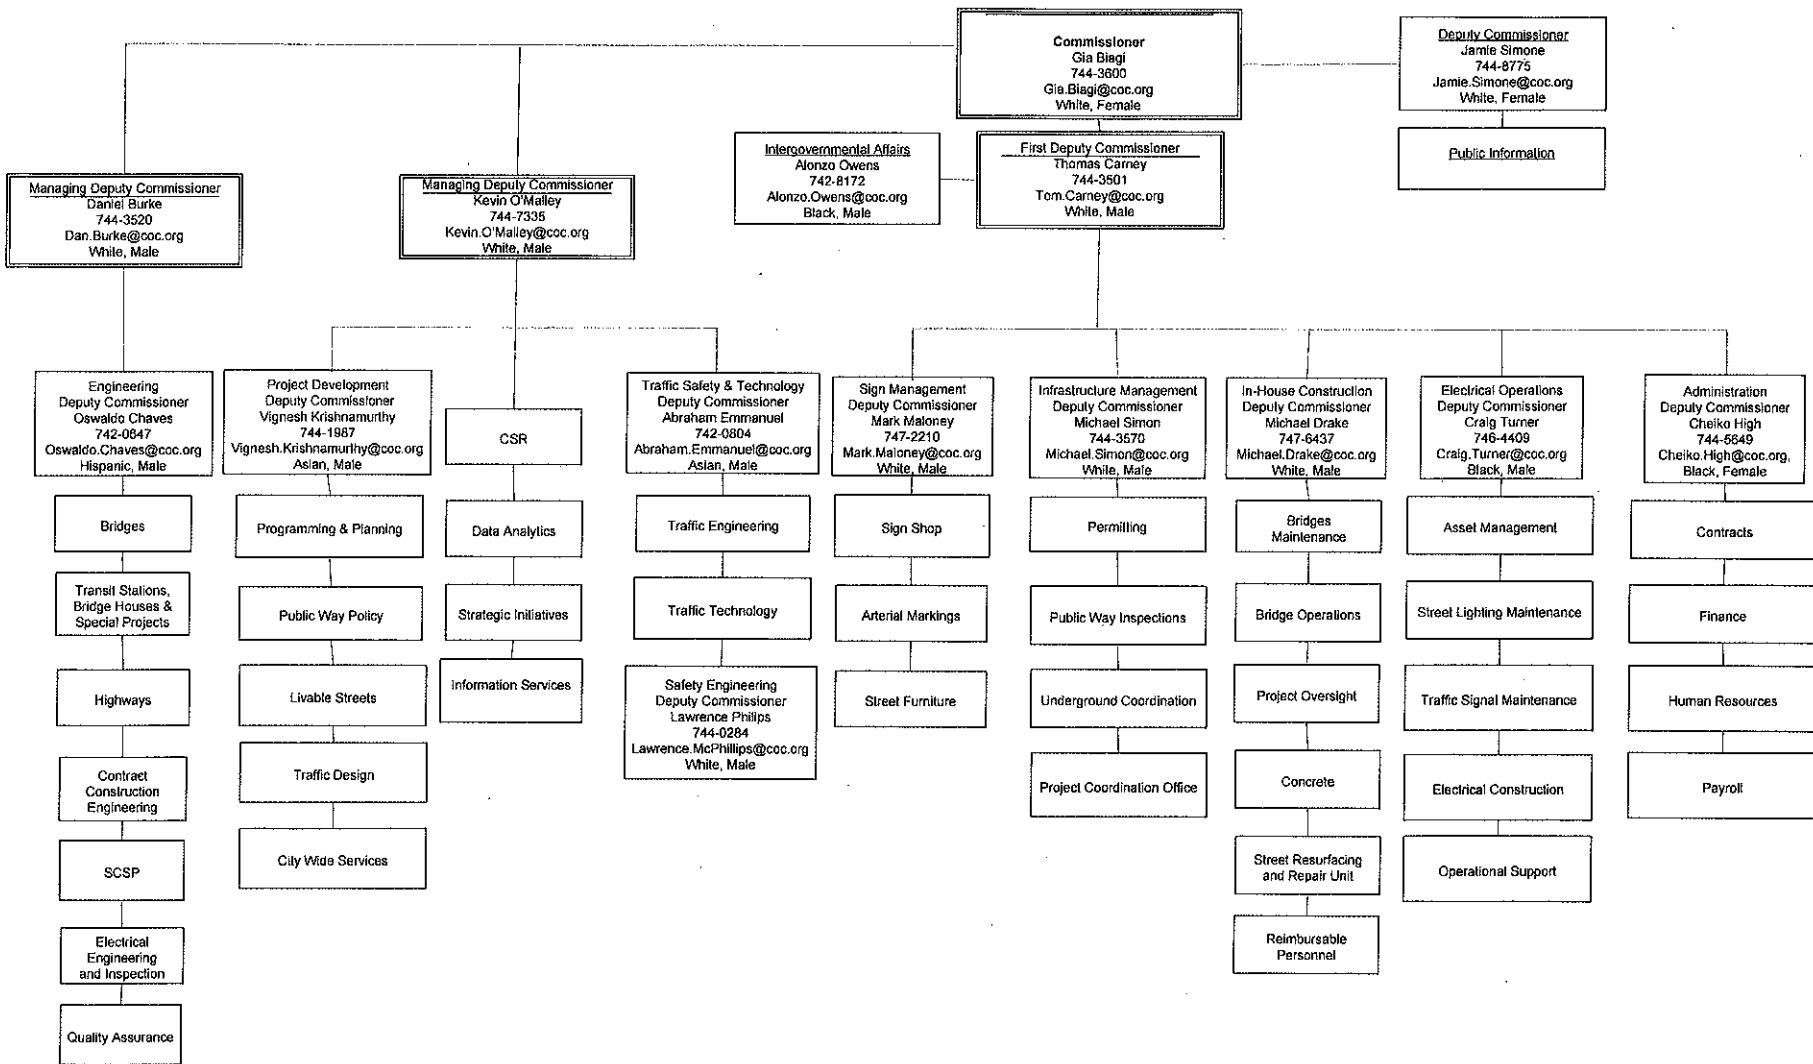 Commissioner
Gia Biagi
744-3600
Gia.Biagi@coc.org
White, Female
Deputy Commissioner
Jamie Simone
744-8775
Jamie.Simone@coc.org
White, Female
Public Information
Intergovernmental Affairs
Alonzo Owens
742-8172
Alonzo.Owens@coc.org
Black, Male
First Deputy Commissioner
Thomas Carney
744-3501
Tom.Carney@coc.org
White, Male
Managing Deputy Commissioner
Daniel Burke
744-3520
Dan.Burke@coc.org
White, Male
Managing Deputy Commissioner
Kevin O'Malley
744-7335
Kevin.O'Malley@coc.org
White, Male
Engineering
Deputy Commissioner
Oswaldo Chaves
742-0847
Oswaldo.Chaves@coc.org
Hispanic, Male
Bridges
Transit Stations,
Bridge Houses &
Special Projects
Highways
Contract
Construction
Engineering
SCSP
Electrical
Engineering
and Inspection
Quality Assurance
Project Development
Deputy Commissioner
Vignesh Krishnamurthy
744-1987
Vignesh.Krishnamurthy@coc.org
Asian, Male
Programming & Planning
Public Way Policy
Livable Streets
Traffic Design
City Wide Services
CSR
Data Analytics
Strategic Initiatives
Information Services
Traffic Safety & Technology
Deputy Commissioner
Abraham Emmanuel
742-0804
Abraham.Emmanuel@coc.org
Asian, Male
Traffic Engineering
Traffic Technology
Safety Engineering
Deputy Commissioner
Lawrence Philips
744-0284
Lawrence.McPhillips@coc.org
White, Male
Sign Management
Deputy Commissioner
Mark Maloney
747-2210
Mark.Maloney@coc.org
White, Male
Sign Shop
Arterial Markings
Street Furniture
Infrastructure Management
Deputy Commissioner
Michael Simon
744-3570
Michael.Simon@coc.org
White, Male
Permitting
Public Way Inspections
Underground Coordination
Project Coordination Office
In-House Construction
Deputy Commissioner
Michael Drake
747-6437
Michael.Drake@coc.org
White, Male
Bridges
Maintenance
Bridge Operations
Project Oversight
Concrete
Street Resurfacing
and Repair Unit
Reimbursable
Personnel
Electrical Operations
Deputy Commissioner
Craig Turner
746-4409
Craig.Turner@coc.org
Black, Male
Asset Management
Street Lighting Maintenance
Traffic Signal Maintenance
Electrical Construction
Operational Support
Administration
Deputy Commissioner
Cheiko High
744-5649
Cheiko.High@coc.org,
Black, Female
Contracts
Finance
Human Resources
Payroll